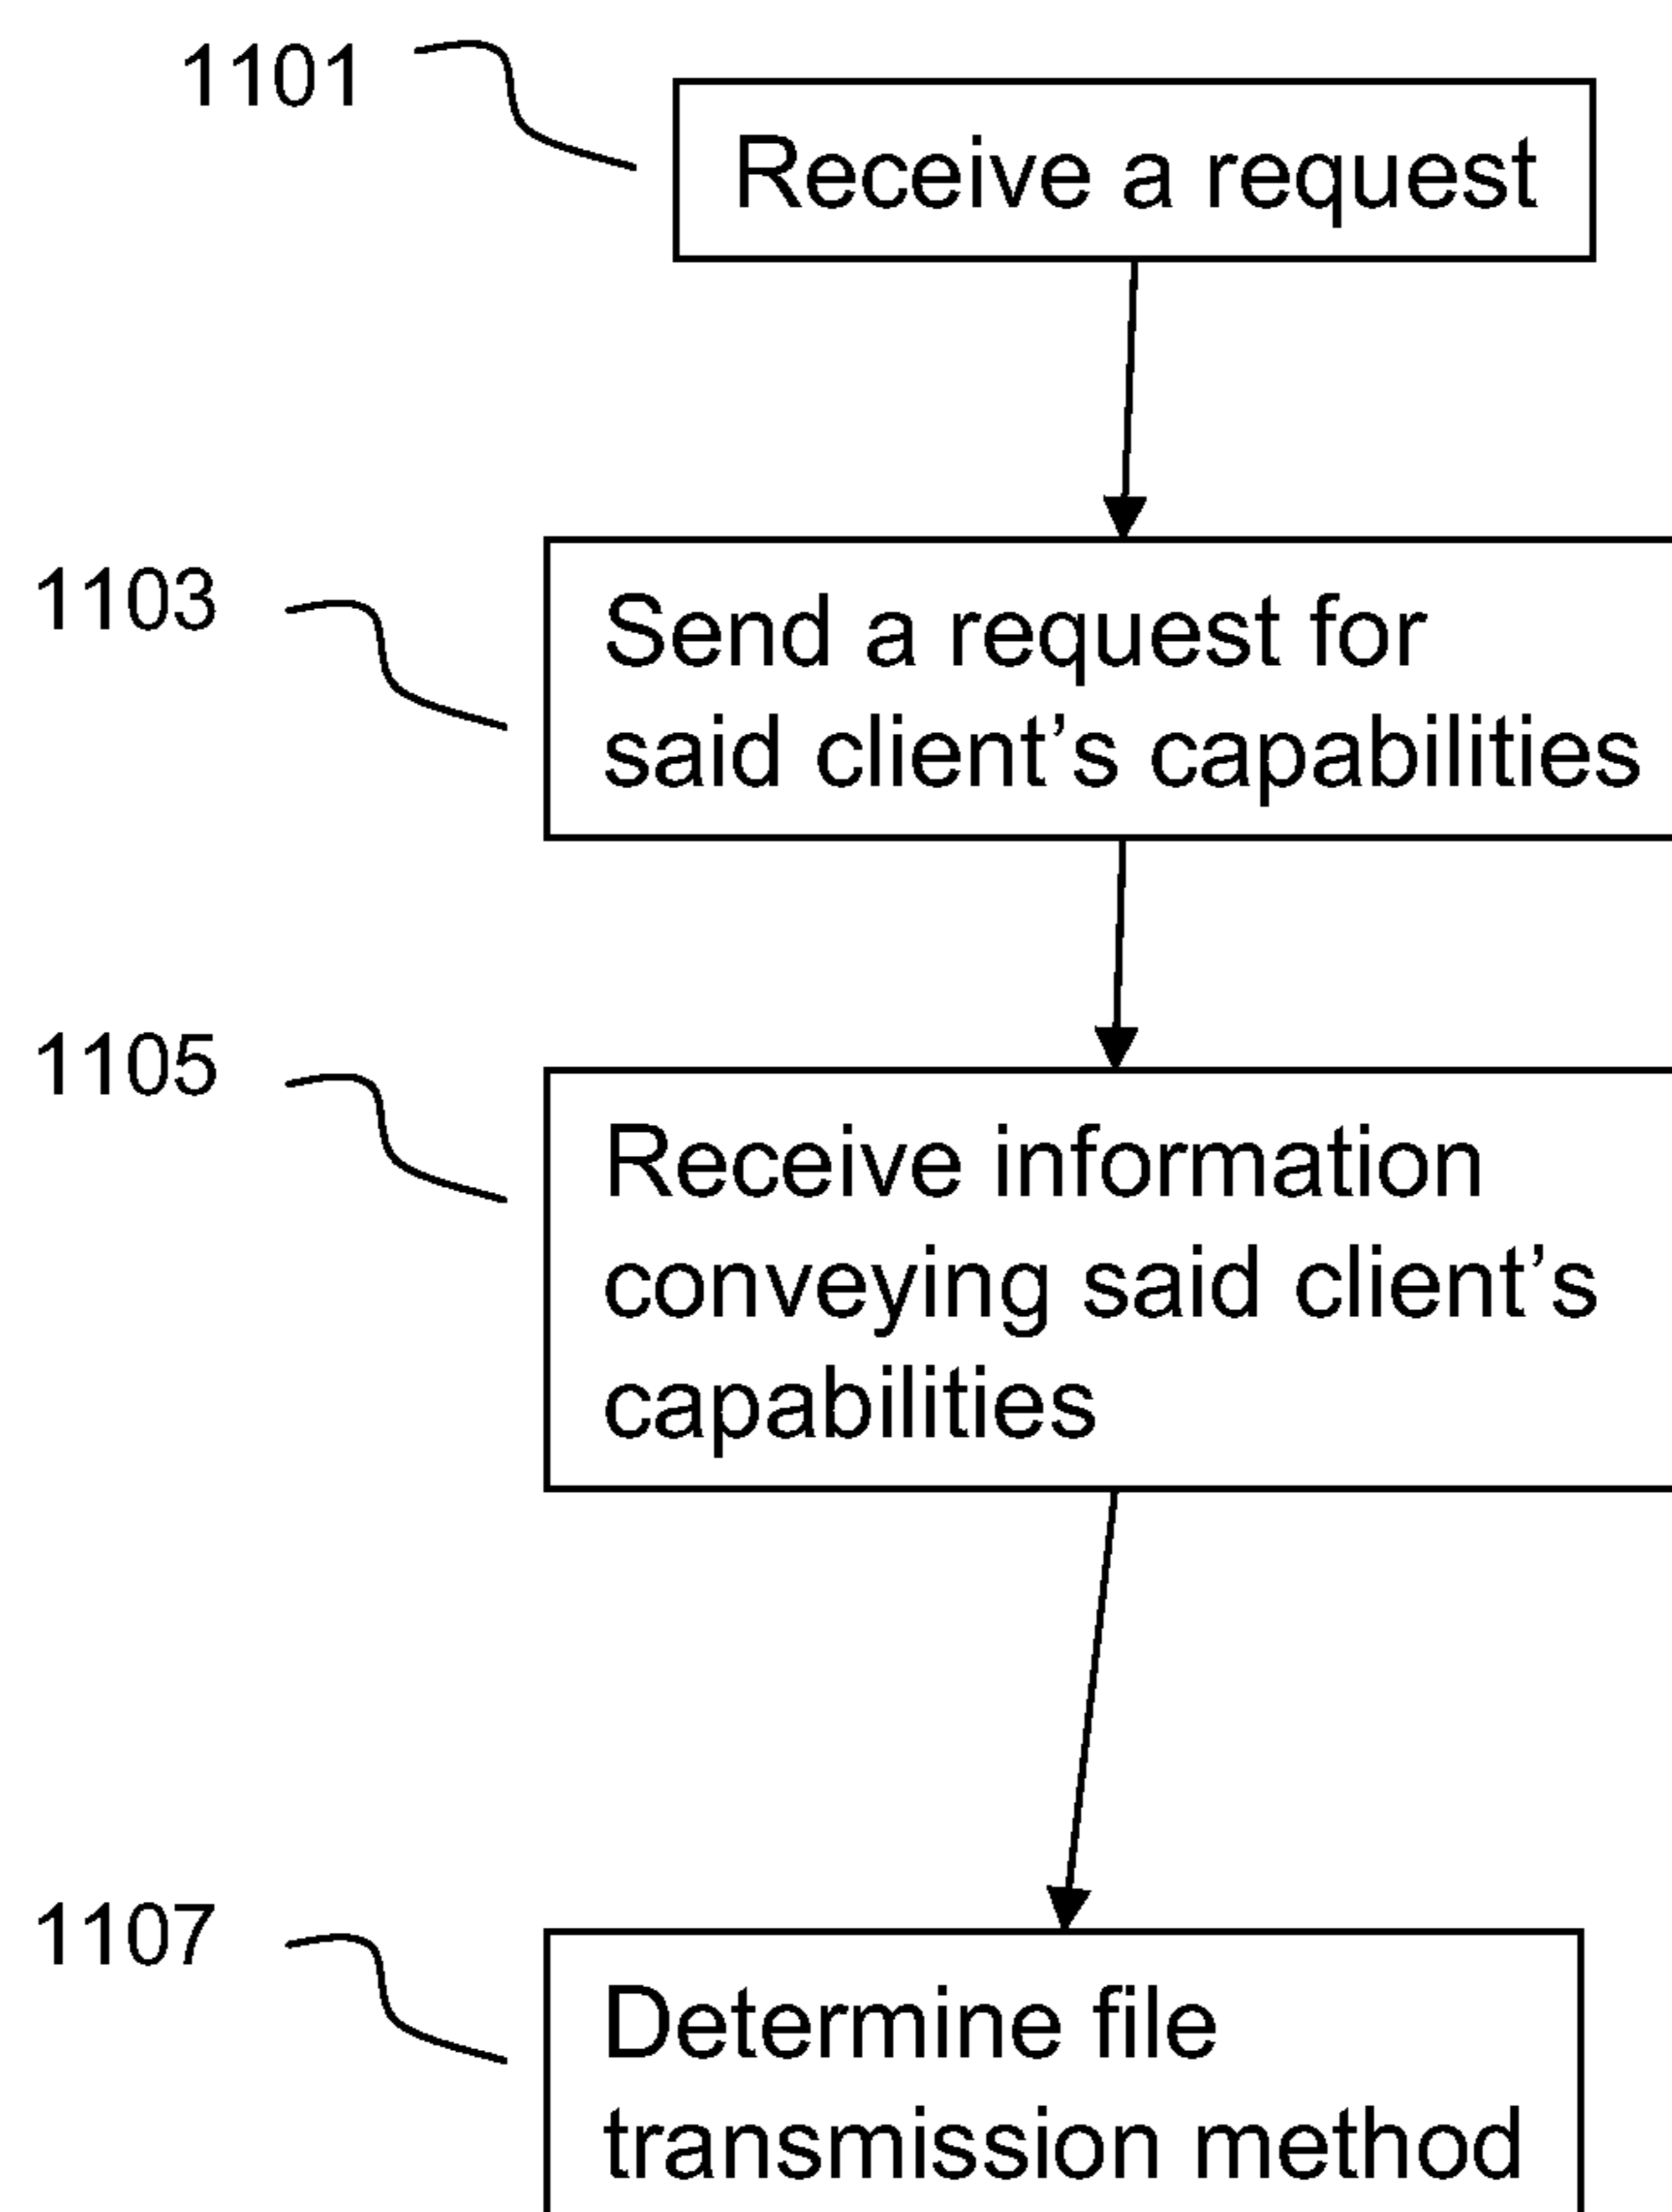 1101
Receive a request
1103
Send a request for
said client’s capabilities
1105
Receive information
conveying said client’s
capabilities
1107
Determine file
transmission method